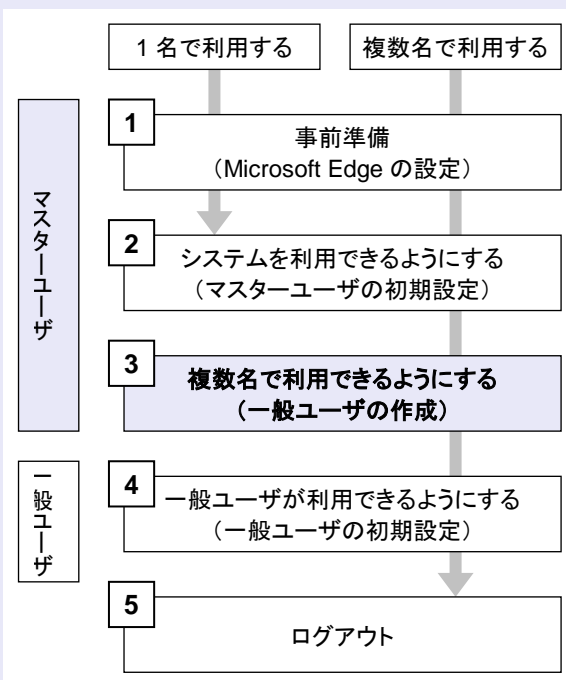 1 名で利用する
複数名で利用する
マスターユーザ
1
事前準備
（Microsoft Edge の設定）
2
システムを利用できるようにする
（マスターユーザの初期設定）
3
複数名で利用できるようにする
（一般ユーザの作成）
一般ユーザ
4
一般ユーザが利用できるようにする
（一般ユーザの初期設定）
5
ログアウト